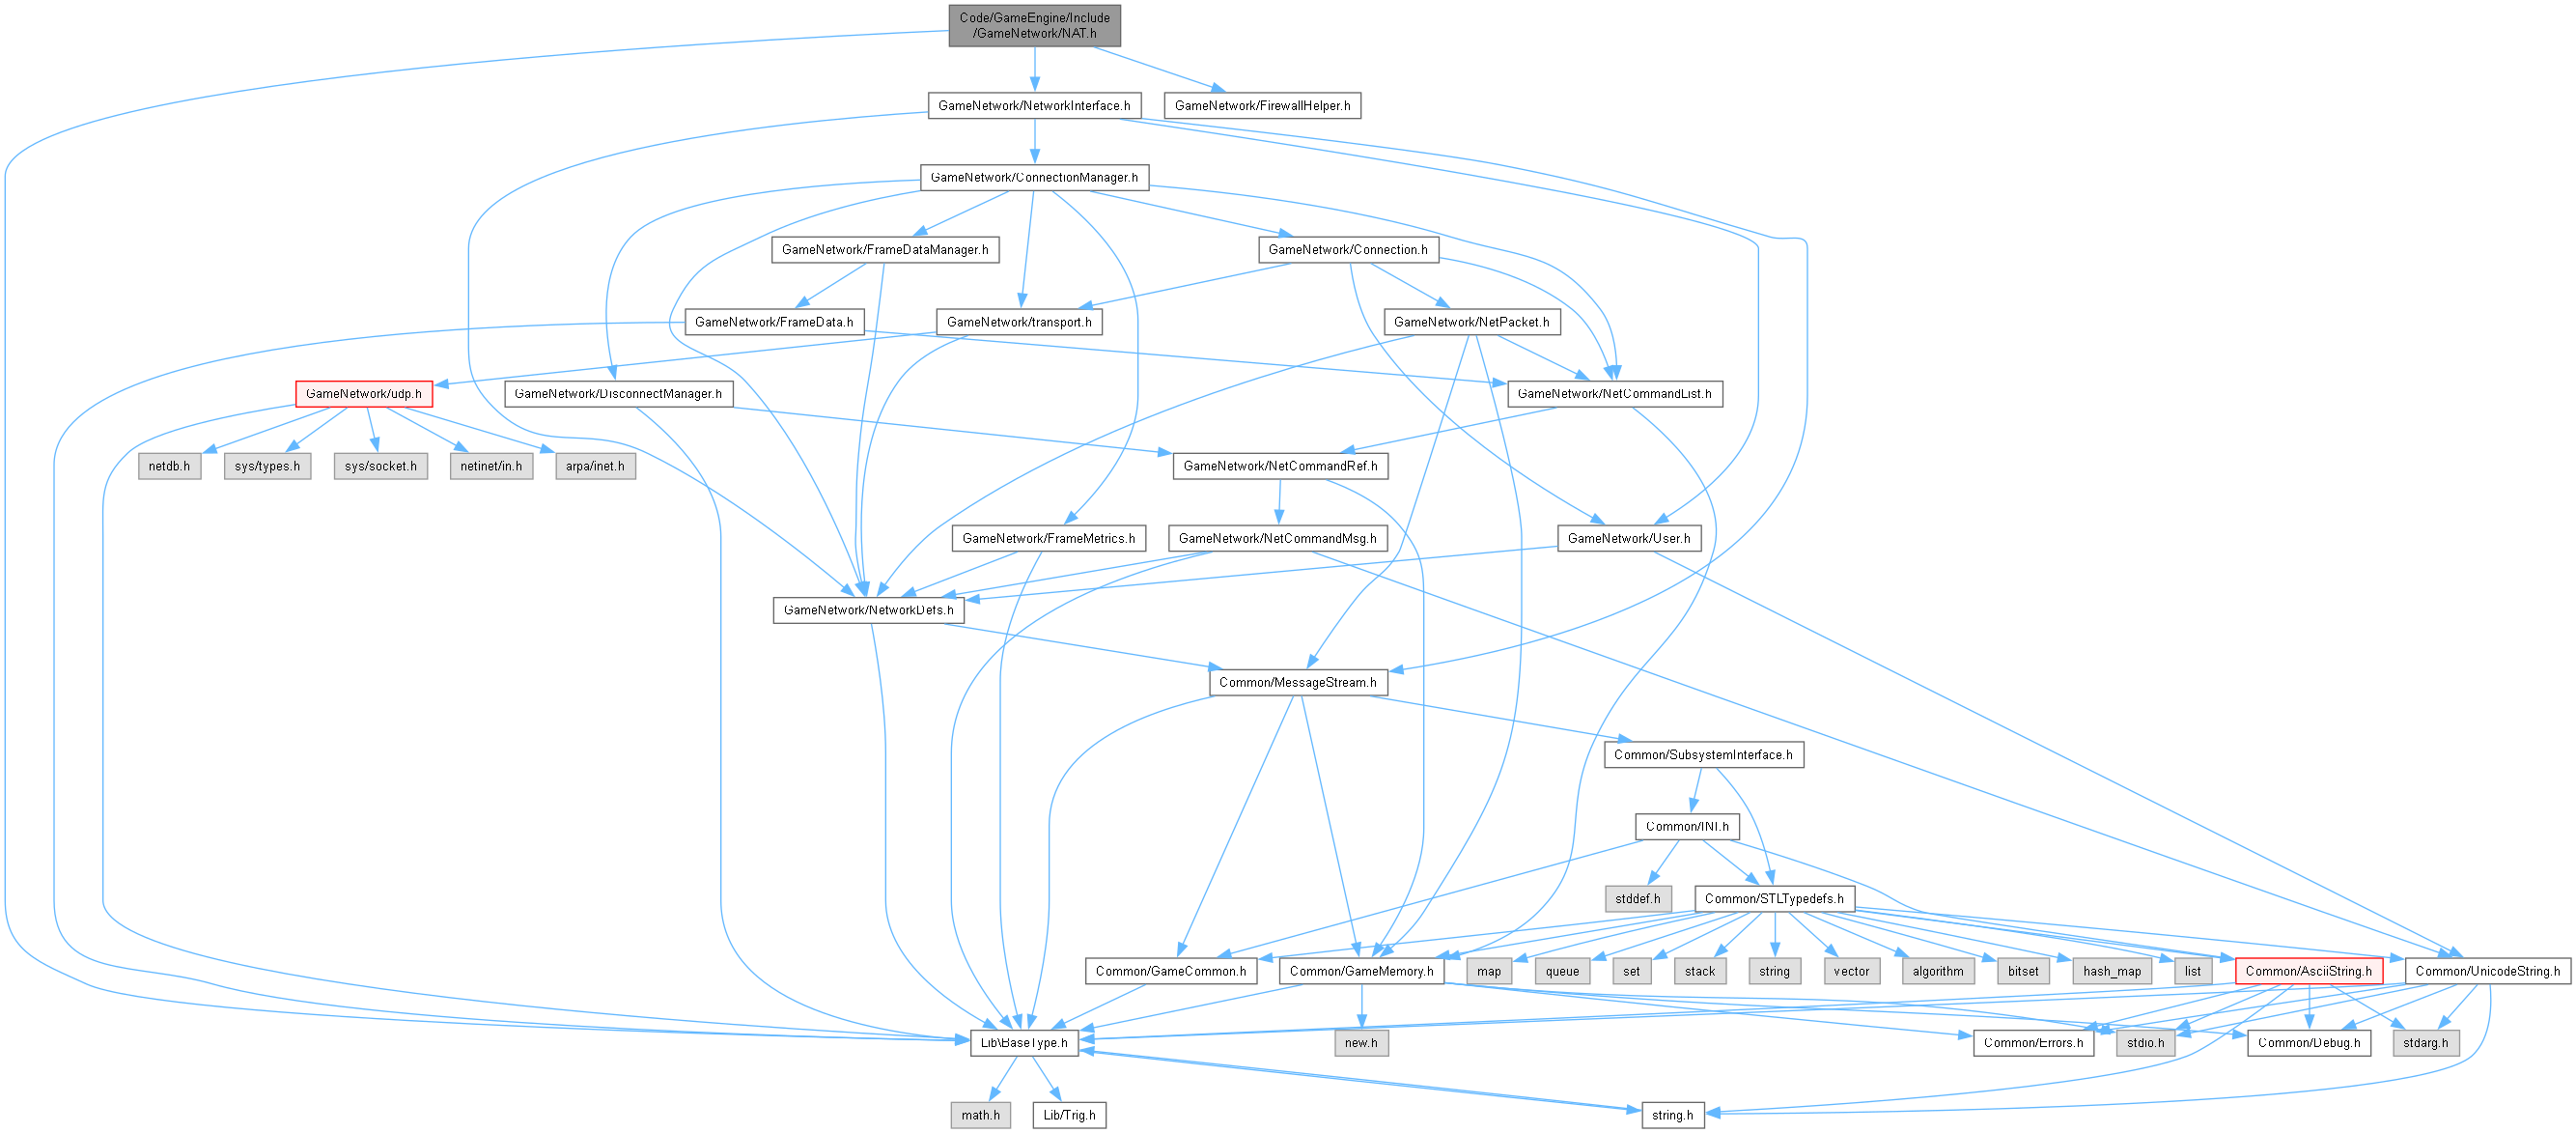 Code/GameEngine/Include
/GameNetwork/NAT.h
GameNetwork/NetworkInterface.h
GameNetwork/FirewallHelper.h
GameNetwork/ConnectionManager.h
GameNetwork/FrameDataManager.h
GameNetwork/Connection.h
GameNetwork/FrameData.h
GameNetwork/transport.h
GameNetwork/NetPacket.h
GameNetwork/udp.h
GameNetwork/DisconnectManager.h
GameNetwork/NetCommandList.h
netdb.h
sys/types.h
sys/socket.h
netinet/in.h
arpa/inet.h
GameNetwork/NetCommandRef.h
GameNetwork/FrameMetrics.h
GameNetwork/NetCommandMsg.h
GameNetwork/User.h
GameNetwork/NetworkDefs.h
Common/MessageStream.h
Common/SubsystemInterface.h
Common/INI.h
stddef.h
Common/STLTypedefs.h
Common/GameCommon.h
Common/GameMemory.h
map
queue
set
stack
string
vector
algorithm
bitset
hash_map
list
Common/AsciiString.h
Common/UnicodeString.h
Lib\BaseType.h
new.h
Common/Errors.h
stdio.h
Common/Debug.h
stdarg.h
math.h
Lib/Trig.h
string.h